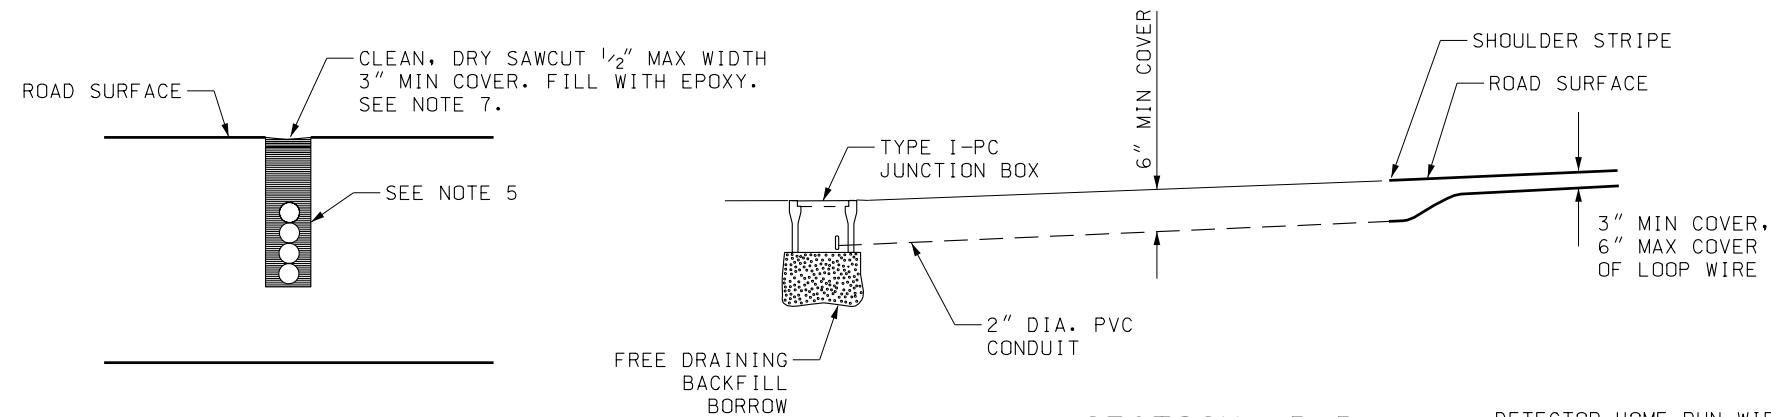 CLEAN, DRY SAWCUT 1/2" MAX WIDTH
3" MIN COVER. FILL WITH EPOXY.
SEE NOTE 7.
ROAD SURFACE
SEE NOTE 5
6" MIN COVER
SHOULDER STRIPE
ROAD SURFACE
TYPE I-PC
JUNCTION BOX
3" MIN COVER,
6" MAX COVER
OF LOOP WIRE
2" DIA. PVC
CONDUIT
FREE DRAINING
BACKFILL
BORROW